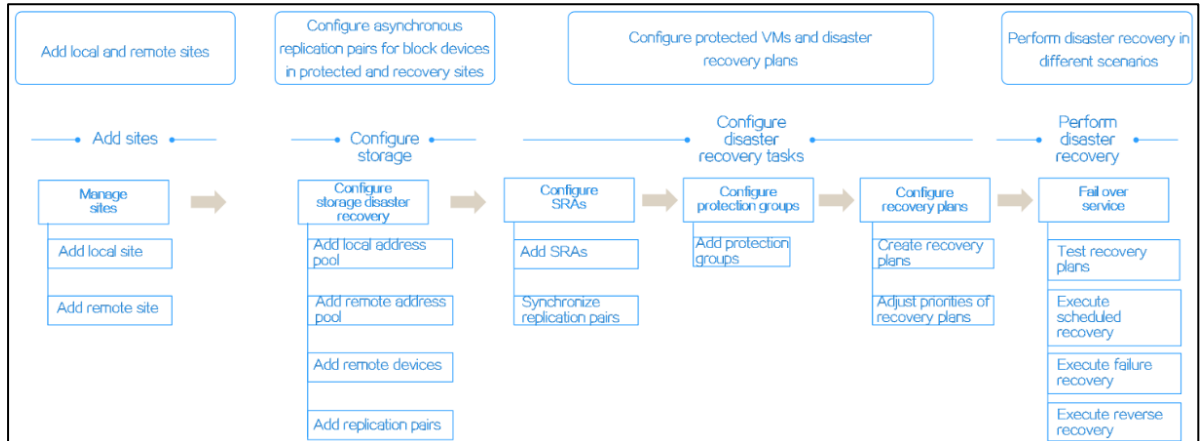 Add local and remote sites
Configure asynchronous
replication pairs for block devices
in protected and recovery sites
Configure protected VMs and disaster
recovery plans
Perform disaster recovery in
different scenarios
Add sites
Configure
storage
Configure
disaster
recovery tasks
Perform
disaster
recovery
Manage
sites
Add local site
Add remote site
Configure
storage disaster
recovery
Add local address
pool
Add remote address
pool
Add remote devices
Add replication pairs
Configure
SRAs
Add SRAs
Synchronize
replication pairs
Configure
protection groups
Add protection
groups
Configure
recovery plans
Create recovery
plans
Adjust priorities of
recovery plans
Fail over
service
Test recovery
plans
Execute
scheduled
recovery
Execute failure
recovery
Execute reverse
recovery